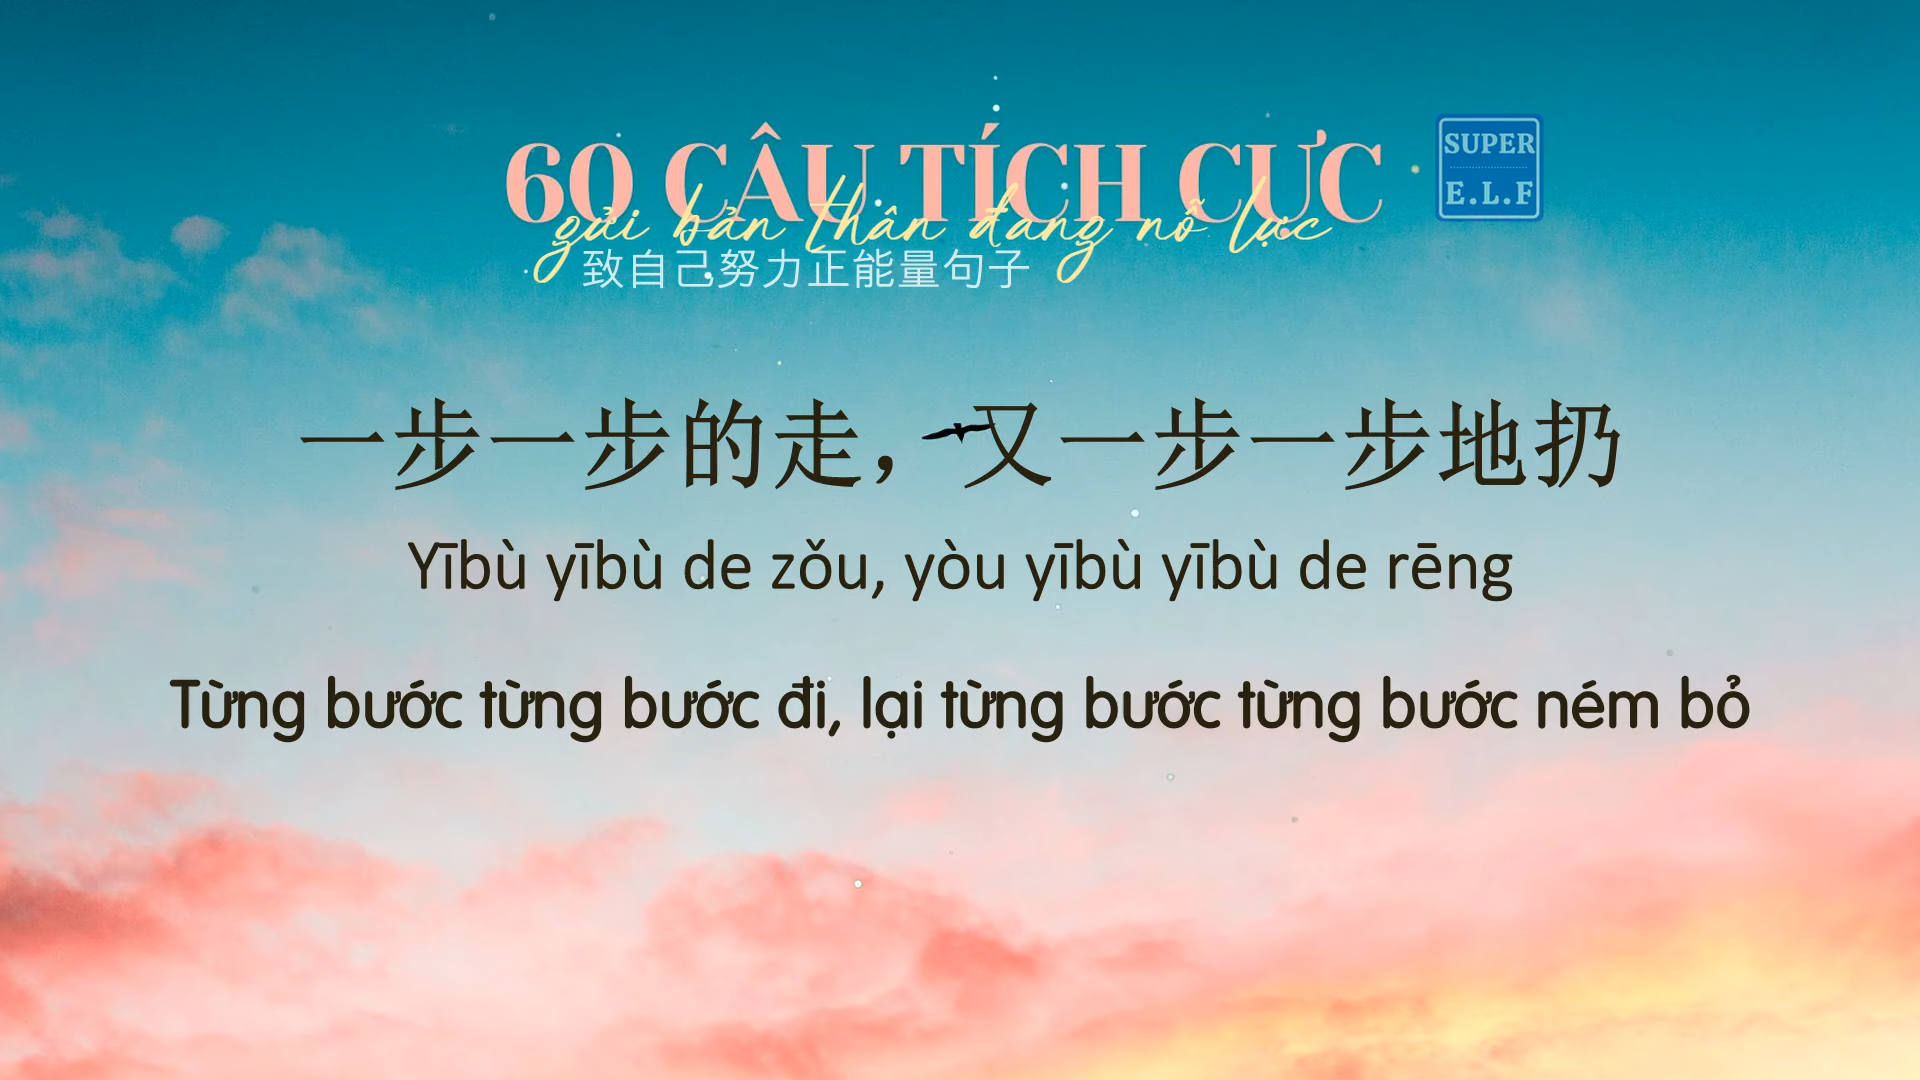 60 CÂU TÍCH CỰC
gửi bản thân đang nỗ lực
致自己努力正能量句子
SUPER
E.L.F
一步一步的走，又一步一步地扔
Yībù yībù de zǒu, yòu yībù yībù de rēng
Từng bước từng bước đi, lại từng bước từng bước ném bỏ